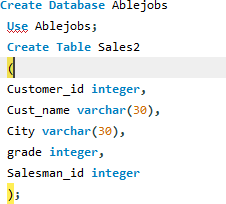 Create Database Ablejobs
Use Ablejobs;
Create Table Sales2
(
Customer_id integer,
Cust_name varchar(30),
City varchar(30),
grade integer,
Salesman_id integer
);